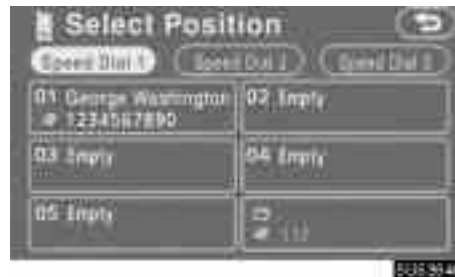 Select Position
Speed Dial 1 Speed Dial 2 Speed Dial 3
01 George Washington 02 Empty
# 1234567890
03 Empty 04 Empty
05 Empty